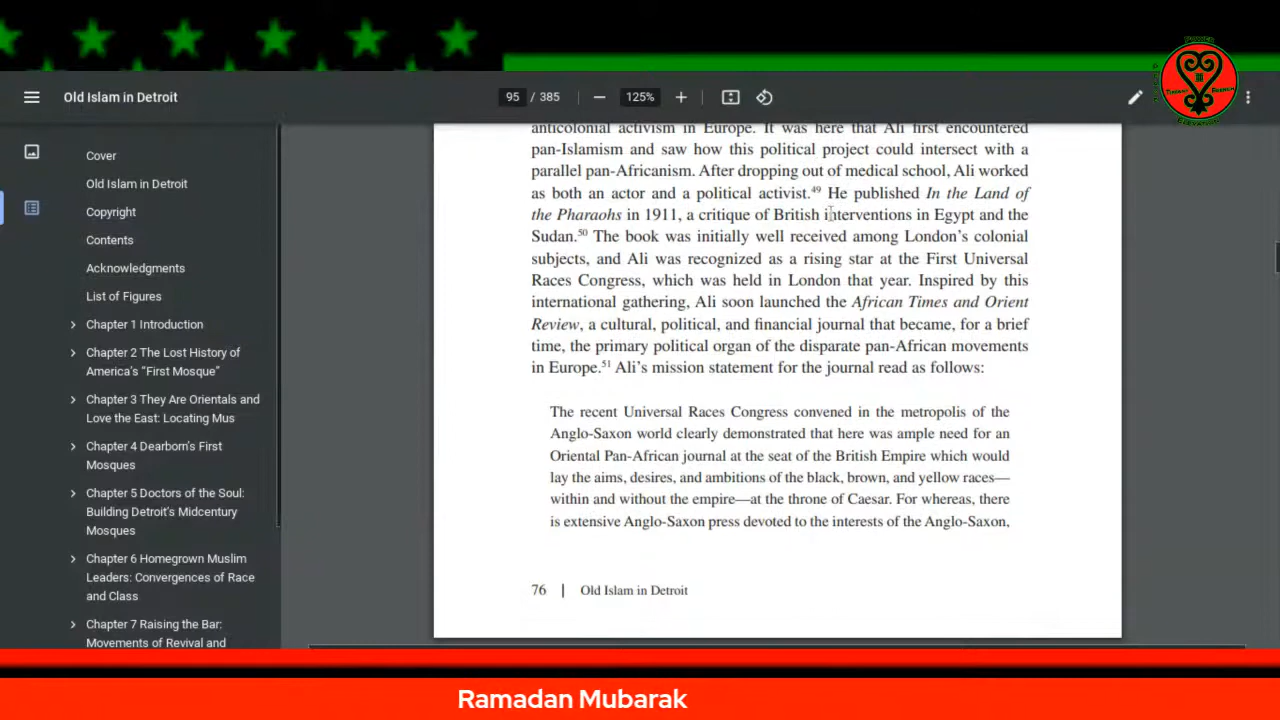 Old Islam in Detroit
95 / 385
125%
Cover
Old Islam in Detroit
Copyright
Contents
Acknowledgments
List of Figures
Chapter 1 Introduction
Chapter 2 The Lost History of
America's “First Mosque”
Chapter 3 They Are Orientals and
Love the East: Locating Mus
Chapter 4 Dearborn's First
Mosques
Chapter 5 Doctors of the Soul:
Building Detroit's Midcentury
Mosques
Chapter 6 Homegrown Muslim
Leaders: Convergences of Race
and Class
Chapter 7 Raising the Bar:
Movements of Revival and
anticolonial activism in Europe. It was here that Ali first encountered
pan-Islamism and saw how this political project could intersect with a
parallel pan-Africanism. After dropping out of medical school, Ali worked
as both an actor and a political activist.49 He published In the Land of
the Pharaohs in 1911, a critique of British interventions in Egypt and the
Sudan.50 The book was initially well received among London's colonial
subjects, and Ali was recognized as a rising star at the First Universal
Races Congress, which was held in London that year. Inspired by this
international gathering, Ali soon launched the African Times and Orient
Review, a cultural, political, and financial journal that became, for a brief
time, the primary political organ of the disparate pan-African movements
in Europe.51 Ali's mission statement for the journal read as follows:
The recent Universal Races Congress convened in the metropolis of the
Anglo-Saxon world clearly demonstrated that here was ample need for an
Oriental Pan-African journal at the seat of the British Empire which would
lay the aims, desires, and ambitions of the black, brown, and yellow races—
within and without the empire—at the throne of Caesar. For whereas, there
is extensive Anglo-Saxon press devoted to the interests of the Anglo-Saxon,
76 | Old Islam in Detroit
Ramadan Mubarak